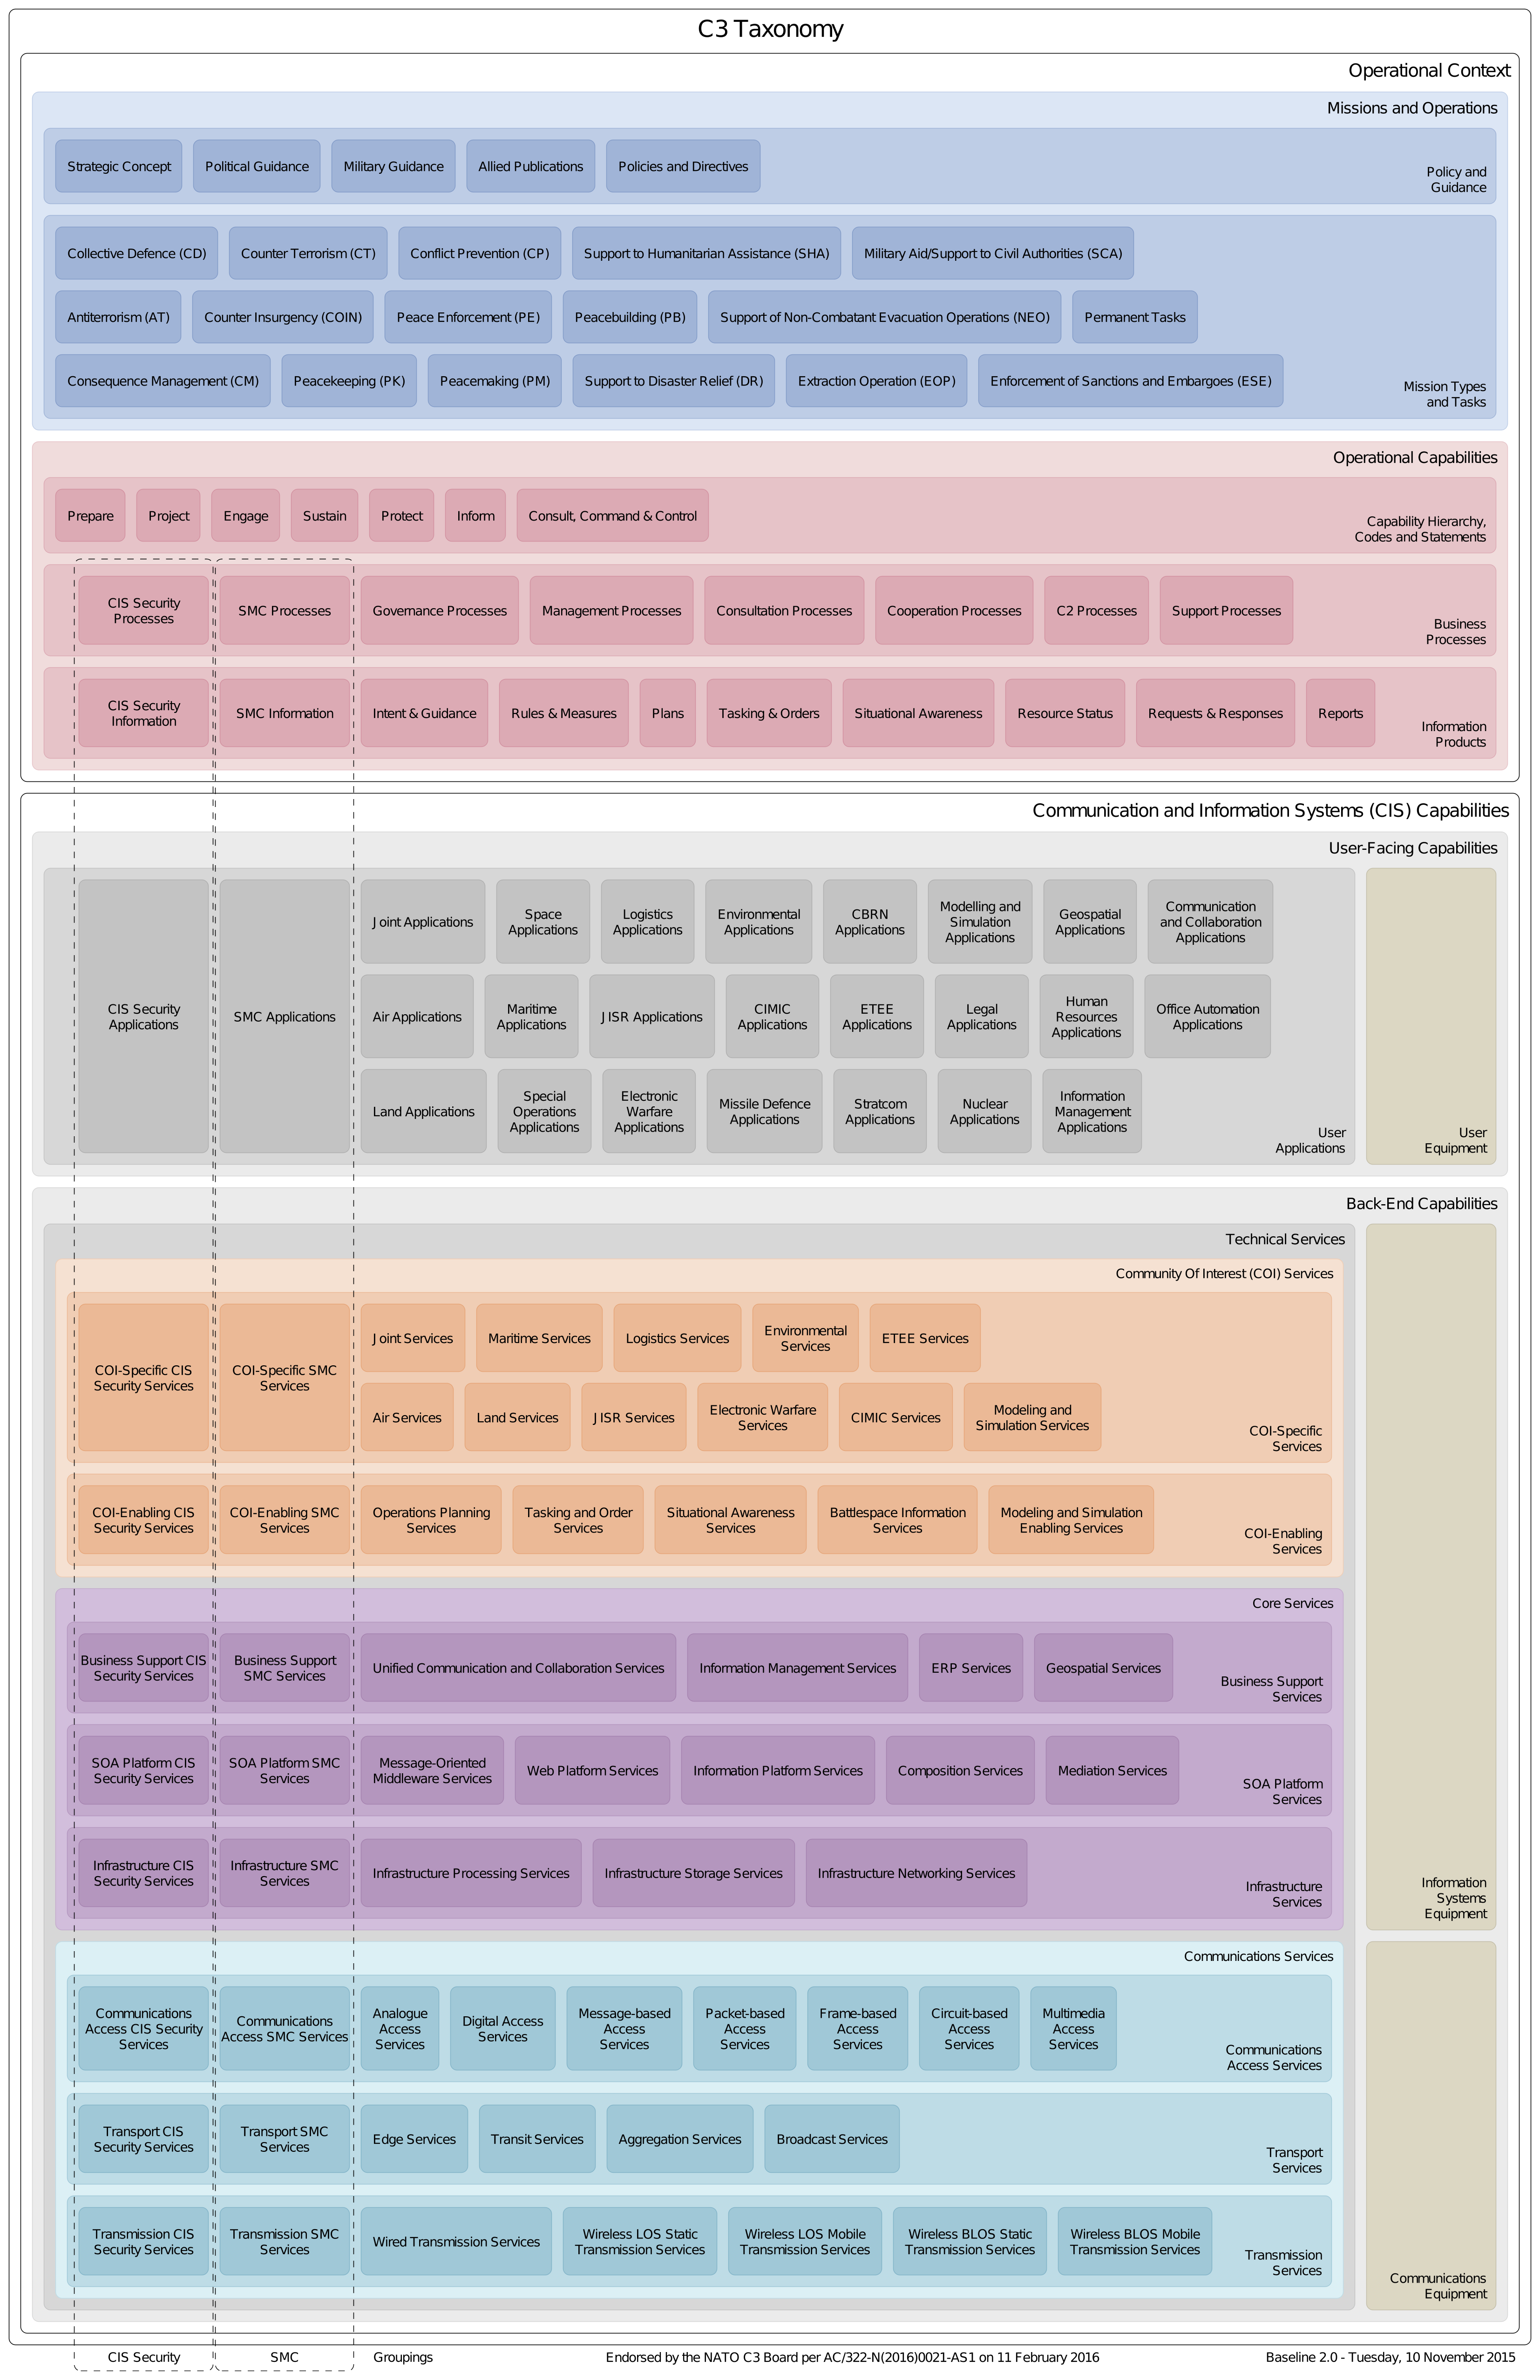 C3 Taxonomy
Operational Context
Missions and Operations
Strategic Concept
Political Guidance
Military Guidance
Allied Publications
Policies and Directives
Policy and
Guidance
Collective Defence (CD)
Counter Terrorism (CT)
Conflict Prevention (CP)
Support to Humanitarian Assistance (SHA)
Military Aid/Support to Civil Authorities (SCA)
Antiterrorism (AT)
Counter Insurgency (COIN)
Peace Enforcement (PE)
Peacebuilding (PB)
Support of Non-Combatant Evacuation Operations (NEO)
Permanent Tasks
Consequence Management (CM)
Peacekeeping (PK)
Peacemaking (PM)
Support to Disaster Relief (DR)
Extraction Operation (EOP)
Enforcement of Sanctions and Embargoes (ESE)
Mission Types
and Tasks
Operational Capabilities
Prepare
Project
Engage
Sustain
Protect
Inform
Consult, Command & Control
Capability Hierarchy,
Codes and Statements
CIS Security
Processes
SMC Processes
Governance Processes
Management Processes
Consultation Processes
Cooperation Processes
C2 Processes
Support Processes
Business
Processes
CIS Security
Information
SMC Information
Intent & Guidance
Rules & Measures
Plans
Tasking & Orders
Situational Awareness
Resource Status
Requests & Responses
Reports
Information
Products
Communication and Information Systems (CIS) Capabilities
User-Facing Capabilities
CIS Security
Applications
SMC Applications
Joint Applications
Space
Applications
Logistics
Applications
Environmental
Applications
CBRN
Applications
Modelling and
Simulation
Applications
Geospatial
Applications
Communication
and Collaboration
Applications
Air Applications
Maritime
Applications
JISR Applications
CIMIC
Applications
ETEE
Applications
Legal
Applications
Human
Resources
Applications
Office Automation
Applications
Land Applications
Special
Operations
Applications
Electronic
Warfare
Applications
Missile Defence
Applications
Stratcom
Applications
Nuclear
Applications
Information
Management
Applications
User
Applications
User
Equipment
Back-End Capabilities
Technical Services
Community Of Interest (COI) Services
COI-Specific CIS
Security Services
COI-Specific SMC
Services
Joint Services
Maritime Services
Logistics Services
Environmental
Services
ETEE Services
Air Services
Land Services
JISR Services
Electronic Warfare
Services
CIMIC Services
Modeling and
Simulation Services
COI-Specific
Services
COI-Enabling CIS
Security Services
COI-Enabling SMC
Services
Operations Planning
Services
Tasking and Order
Services
Situational Awareness
Services
Battlespace Information
Services
Modeling and Simulation
Enabling Services
COI-Enabling
Services
Core Services
Business Support CIS
Security Services
Business Support
SMC Services
Unified Communication and Collaboration Services
Information Management Services
ERP Services
Geospatial Services
Business Support
Services
SOA Platform CIS
Security Services
SOA Platform SMC
Services
Message-Oriented
Middleware Services
Web Platform Services
Information Platform Services
Composition Services
Mediation Services
SOA Platform
Services
Infrastructure CIS
Security Services
Infrastructure SMC
Services
Infrastructure Processing Services
Infrastructure Storage Services
Infrastructure Networking Services
Infrastructure
Services
Information
Systems
Equipment
Communications Services
Communications
Access CIS Security
Services
Communications
Access SMC Services
Analogue
Access
Services
Digital Access
Services
Message-based
Access
Services
Packet-based
Access
Services
Frame-based
Access
Services
Circuit-based
Access
Services
Multimedia
Access
Services
Communications
Access Services
Transport CIS
Security Services
Transport SMC
Services
Edge Services
Transit Services
Aggregation Services
Broadcast Services
Transport
Services
Transmission CIS
Security Services
Transmission SMC
Services
Wired Transmission Services
Wireless LOS Static
Transmission Services
Wireless LOS Mobile
Transmission Services
Wireless BLOS Static
Transmission Services
Wireless BLOS Mobile
Transmission Services
Transmission
Services
Communications
Equipment
CIS Security
SMC
Groupings
Endorsed by the NATO C3 Board per AC/322-N(2016)0021-AS1 on 11 February 2016
Baseline 2.0 - Tuesday, 10 November 2015